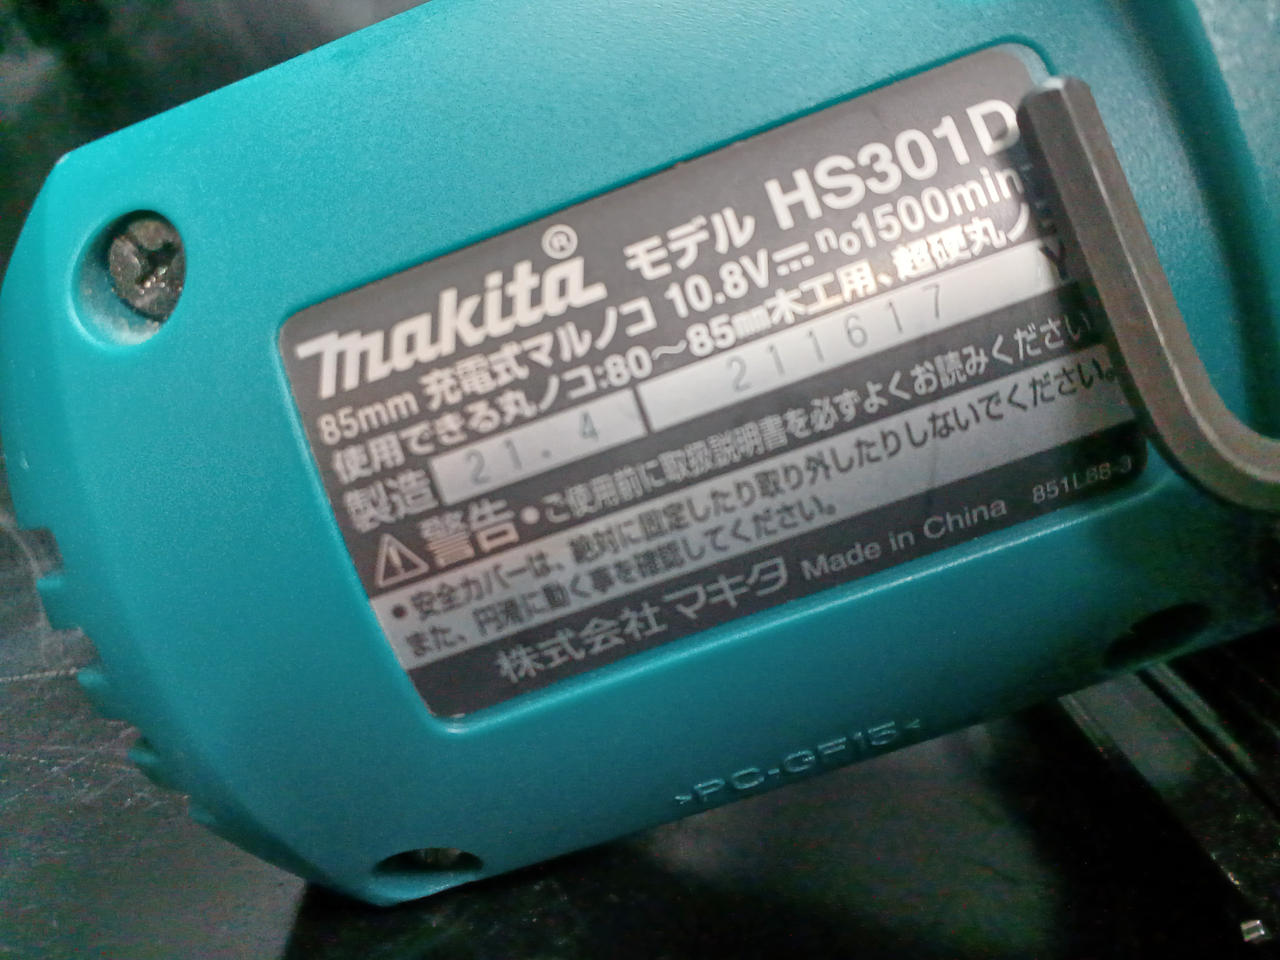 makita®
モデル HS301D
85mm 充電式マルノコ 10.8V⎓ n₀1500min
使用できる丸ノコ:80～85mm木工用、超硬丸ノ
製造 21. 4 211617 Y
⚠警告 •ご使用前に取扱説明書を必ずよくお読みください
•安全カバーは、絶対に固定したり取り外したりしないでください。
また、円滑に動く事を確認してください。
株式会社マキタ Made in China 851L68-3
>PC-GF15<